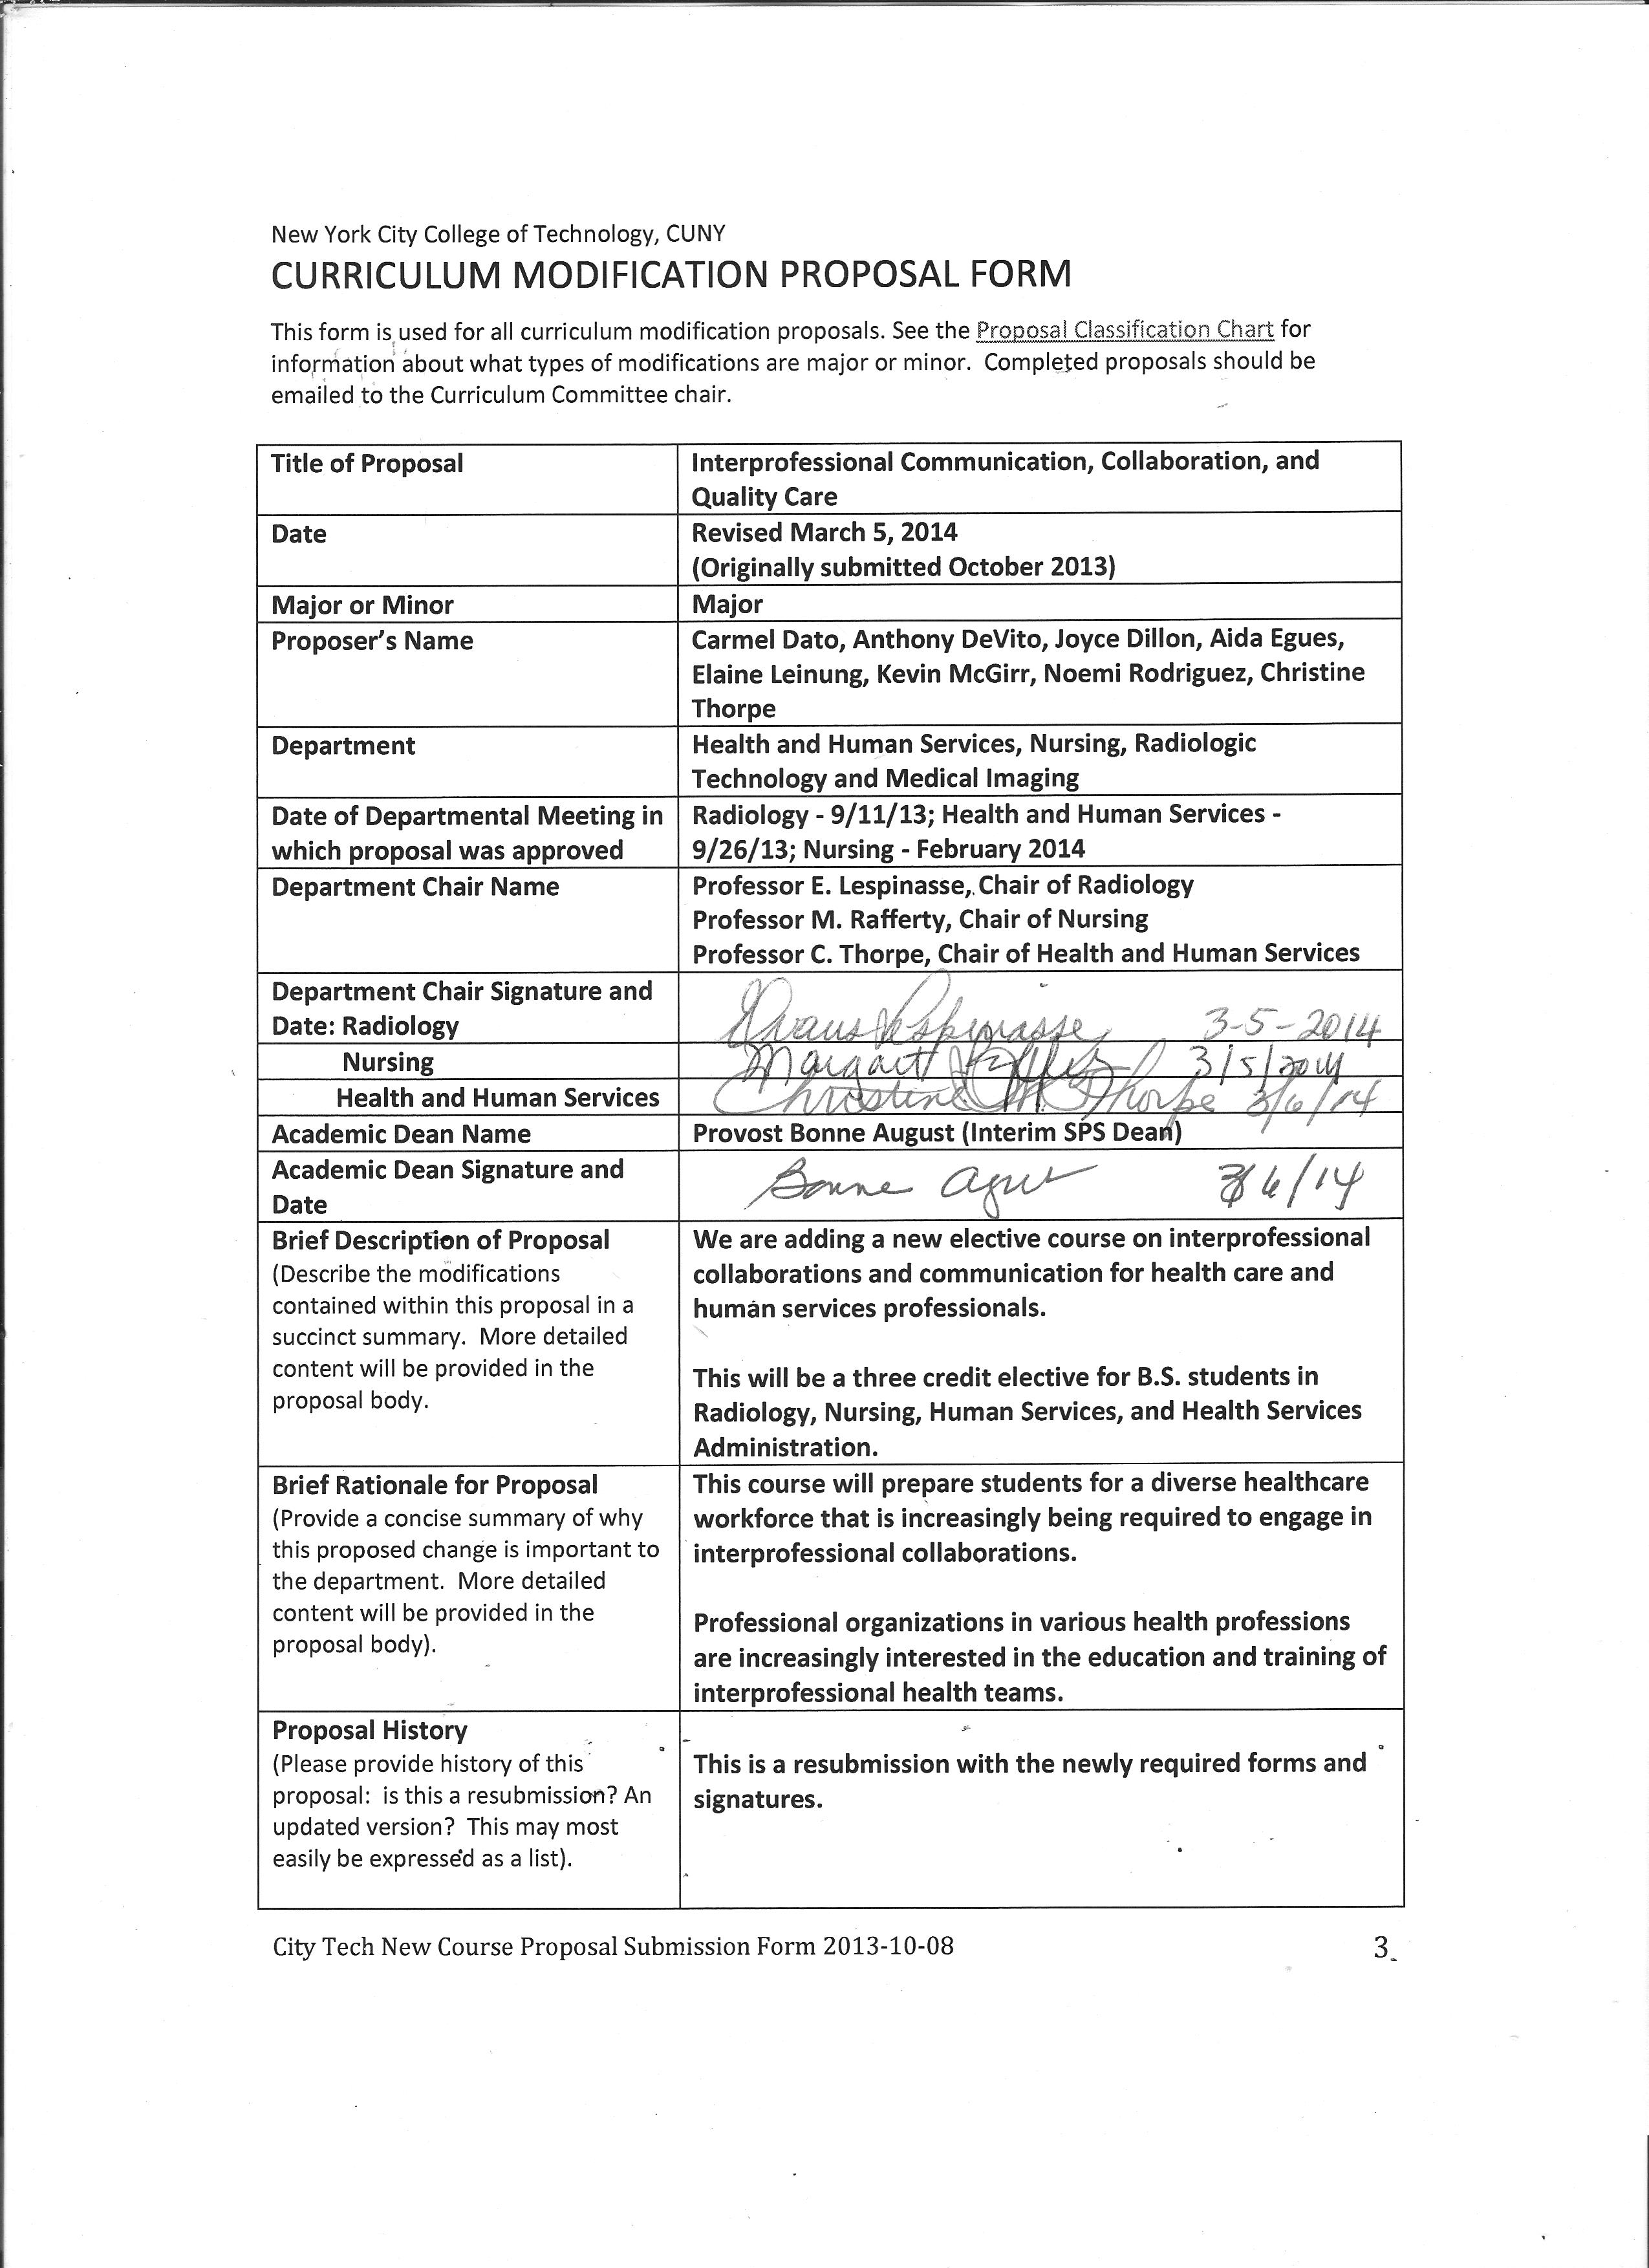 New York City College of Technology, CUNY
CURRICULUM MODIFICATION PROPOSAL FORM
This form is used for all curriculum modification proposals. See the Proposal Classification Chart for
information about what types of modifications are major or minor.  Completed proposals should be
emailed to the Curriculum Committee chair.
Title of Proposal
Interprofessional Communication, Collaboration, and
Quality Care
Date
Revised March 5, 2014
(Originally submitted October 2013)
Major or Minor
Major
Proposer's Name
Carmel Dato, Anthony DeVito, Joyce Dillon, Aida Egues,
Elaine Leinung, Kevin McGirr, Noemi Rodriguez, Christine
Thorpe
Department
Health and Human Services, Nursing, Radiologic
Technology and Medical Imaging
Date of Departmental Meeting in
which proposal was approved
Radiology - 9/11/13; Health and Human Services -
9/26/13; Nursing - February 2014
Department Chair Name
Professor E. Lespinasse, Chair of Radiology
Professor M. Rafferty, Chair of Nursing
Professor C. Thorpe, Chair of Health and Human Services
Department Chair Signature and
Date: Radiology
Evans Lespinasse 3-5-2014
Nursing
Margaret Rafferty 3/5/2014
Health and Human Services
Christine Thorpe 3/6/14
Academic Dean Name
Provost Bonne August (Interim SPS Dean)
Academic Dean Signature and
Date
Bonne August 3/6/14
Brief Description of Proposal
(Describe the modifications
contained within this proposal in a
succinct summary.  More detailed
content will be provided in the
proposal body.
We are adding a new elective course on interprofessional
collaborations and communication for health care and
human services professionals.
This will be a three credit elective for B.S. students in
Radiology, Nursing, Human Services, and Health Services
Administration.
Brief Rationale for Proposal
(Provide a concise summary of why
this proposed change is important to
the department.  More detailed
content will be provided in the
proposal body).
This course will prepare students for a diverse healthcare
workforce that is increasingly being required to engage in
interprofessional collaborations.
Professional organizations in various health professions
are increasingly interested in the education and training of
interprofessional health teams.
Proposal History
(Please provide history of this
proposal:  is this a resubmission? An
updated version?  This may most
easily be expressed as a list).
This is a resubmission with the newly required forms and
signatures.
City Tech New Course Proposal Submission Form 2013-10-08
3